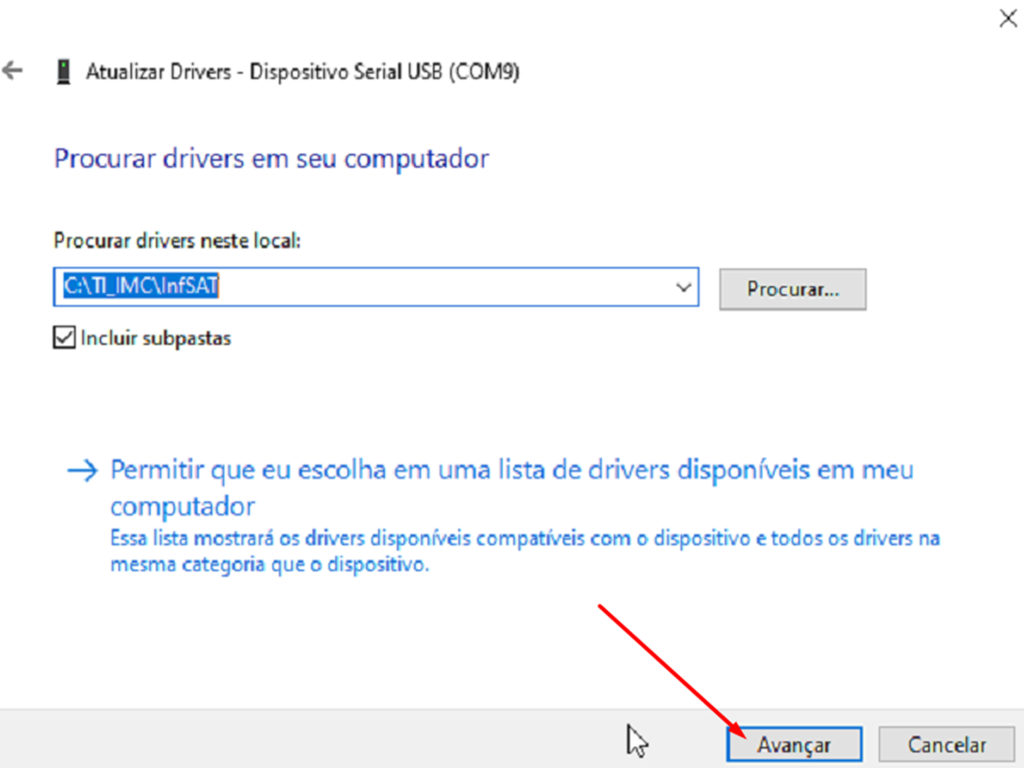 Atualizar Drivers - Dispositivo Serial USB (COM9)
Procurar drivers em seu computador
Procurar drivers neste local:
C:\TI_IMC\InfSAT
Procurar...
Incluir subpastas
Permitir que eu escolha em uma lista de drivers disponíveis em meu
computador
Essa lista mostrará os drivers disponíveis compatíveis com o dispositivo e todos os drivers na
mesma categoria que o dispositivo.
Avançar
Cancelar